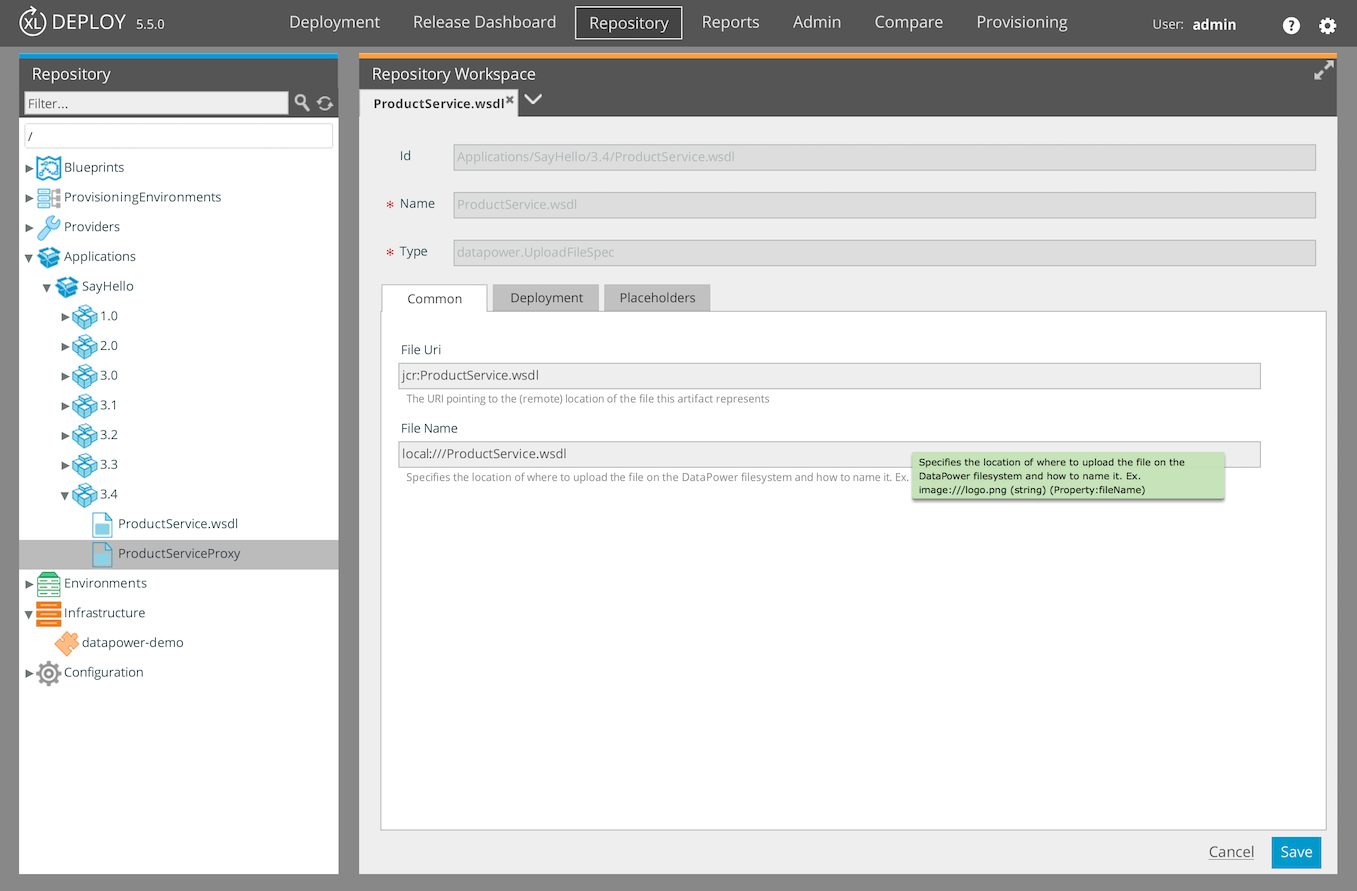 XL DEPLOY 5.5.0
Deployment Release Dashboard Repository Reports Admin Compare Provisioning
User: admin
?
Repository
Filter...
/
Blueprints
ProvisioningEnvironments
Providers
Applications
SayHello
1.0
2.0
3.0
3.1
3.2
3.3
3.4
ProductService.wsdl
ProductServiceProxy
Environments
Infrastructure
datapower-demo
Configuration
Repository Workspace
ProductService.wsdl
Id Applications/SayHello/3.4/ProductService.wsdl
* Name ProductService.wsdl
* Type datapower.UploadFileSpec
Common Deployment Placeholders
File Uri
jcr:ProductService.wsdl
The URI pointing to the (remote) location of the file this artifact represents
File Name
local:///ProductService.wsdl
Specifies the location of where to upload the file on the DataPower filesystem and how to name it. Ex.
Specifies the location of where to upload the file on the
DataPower filesystem and how to name it. Ex.
image:///logo.png (string) (Property:fileName)
Cancel Save